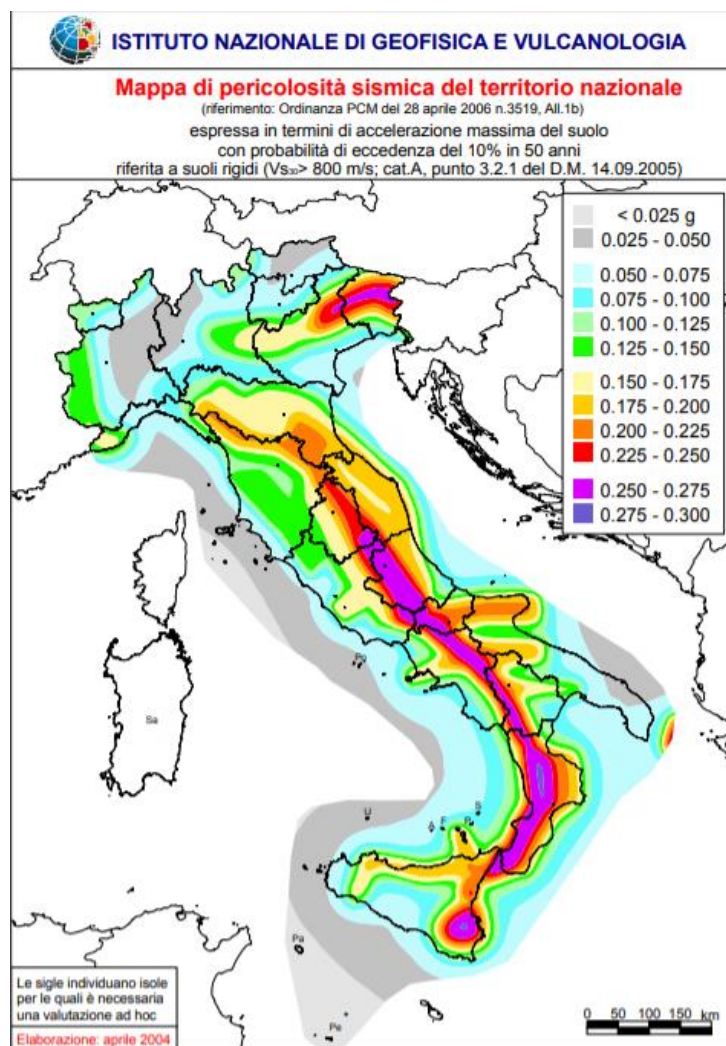 ISTITUTO NAZIONALE DI GEOFISICA E VULCANOLOGIA
Mappa di pericolosità sismica del territorio nazionale
(riferimento: Ordinanza PCM del 28 aprile 2006 n.3519, All.1b)
espressa in termini di accelerazione massima del suolo
con probabilità di eccedenza del 10% in 50 anni
riferita a suoli rigidi (Vs₃₀> 800 m/s; cat.A, punto 3.2.1 del D.M. 14.09.2005)
< 0.025 g
0.025 - 0.050
0.050 - 0.075
0.075 - 0.100
0.100 - 0.125
0.125 - 0.150
0.150 - 0.175
0.175 - 0.200
0.200 - 0.225
0.225 - 0.250
0.250 - 0.275
0.275 - 0.300
Sa
U
A
F
S
Pa
Pe
Le sigle individuano isole
per le quali è necessaria
una valutazione ad hoc
Elaborazione: aprile 2004
0 50 100 150 km